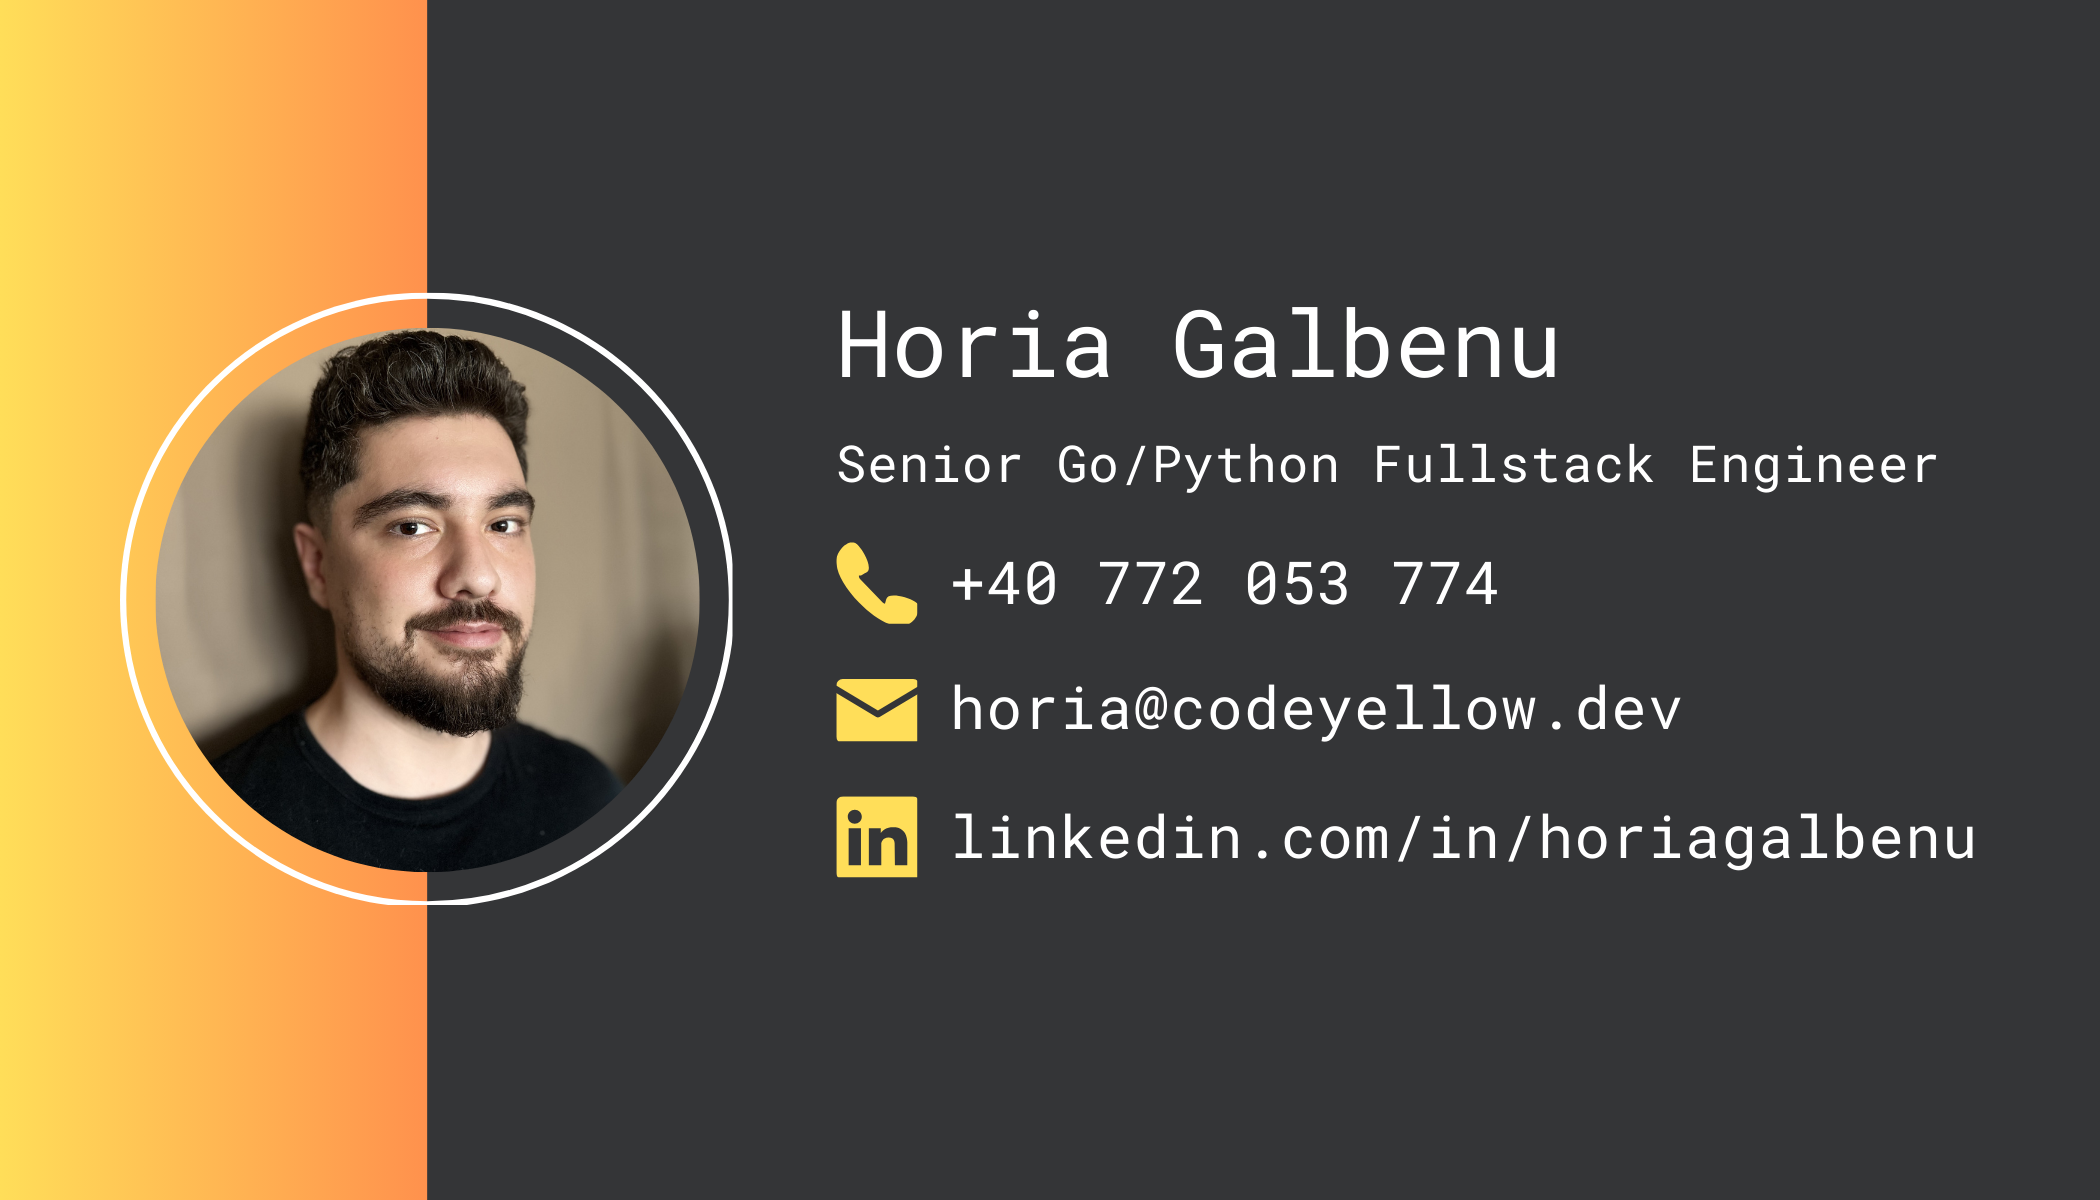 Horia Galbenu
Senior Go/Python Fullstack Engineer
+40 772 053 774
horia@codeyellow.dev
in linkedin.com/in/horiagalbenu